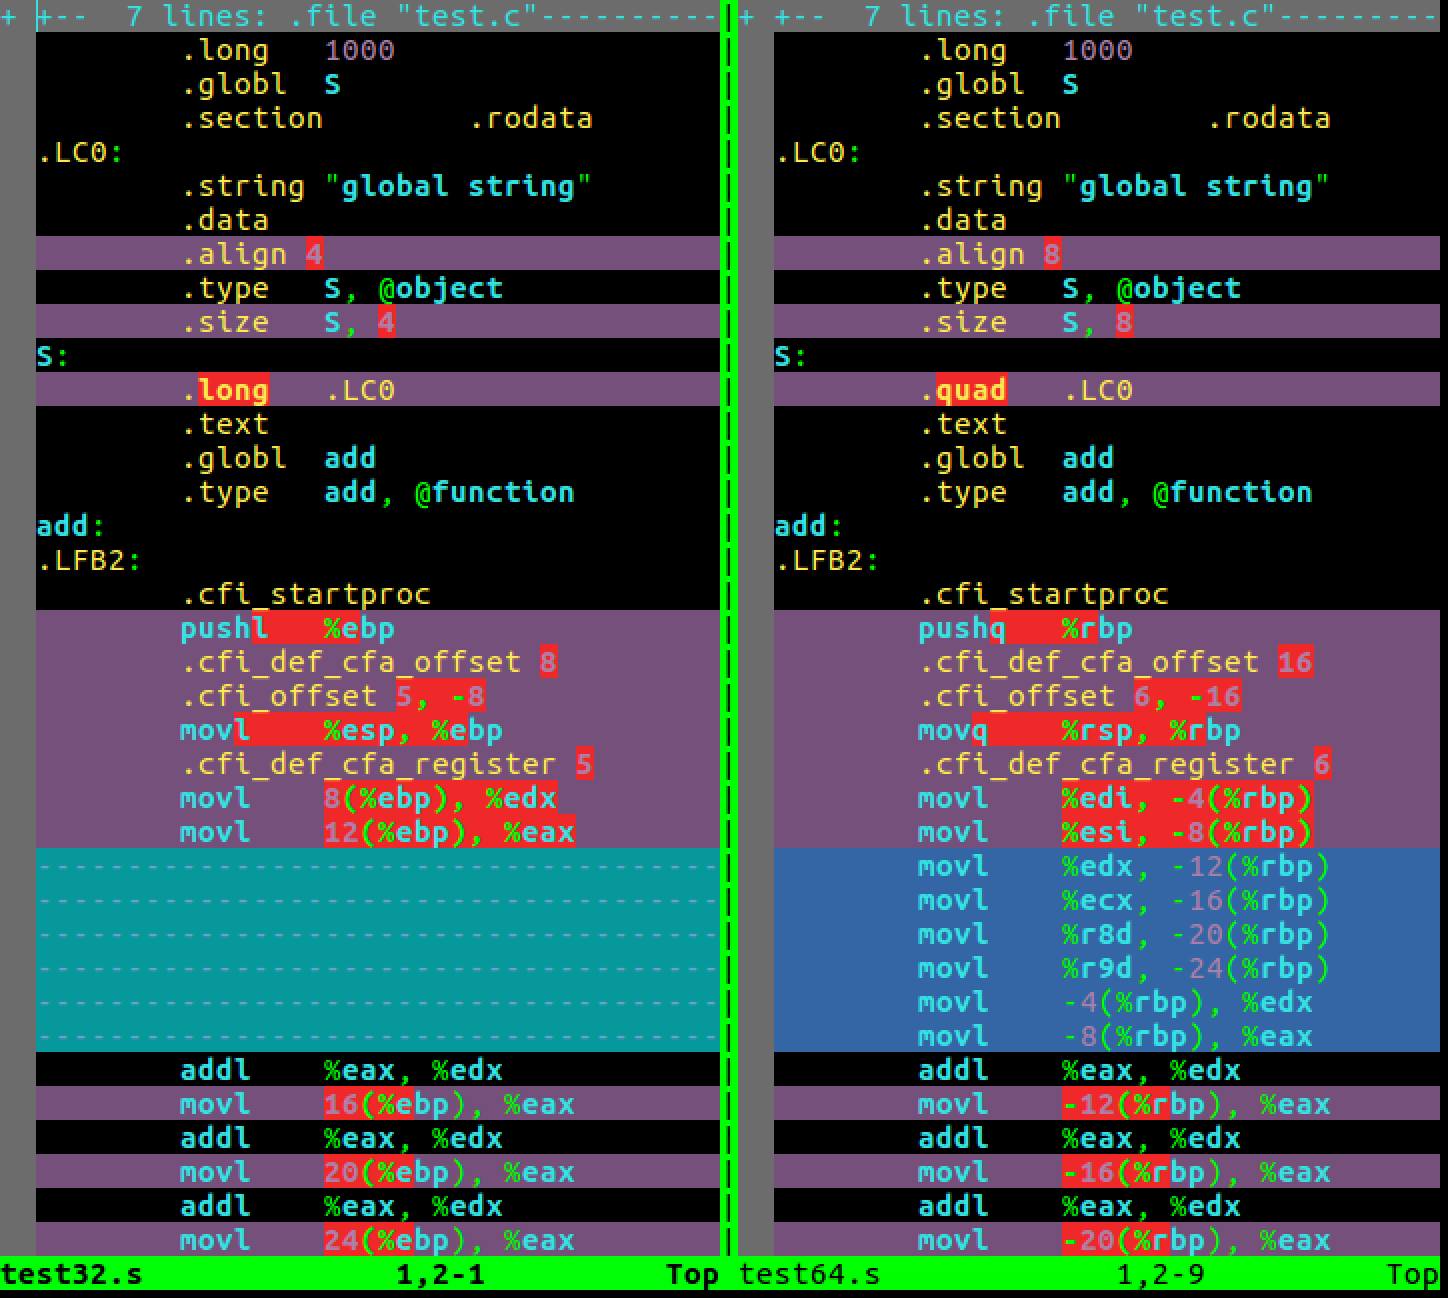 + +--  7 lines: .file "test.c"----------
.long   1000
.globl  S
.section        .rodata
.LC0:
.string "global string"
.data
.align 4
.type   S, @object
.size   S, 4
S:
.long   .LC0
.text
.globl  add
.type   add, @function
add:
.LFB2:
.cfi_startproc
pushl   %ebp
.cfi_def_cfa_offset 8
.cfi_offset 5, -8
movl    %esp, %ebp
.cfi_def_cfa_register 5
movl    8(%ebp), %edx
movl    12(%ebp), %eax
--------------------------------------
--------------------------------------
--------------------------------------
--------------------------------------
--------------------------------------
--------------------------------------
addl    %eax, %edx
movl    16(%ebp), %eax
addl    %eax, %edx
movl    20(%ebp), %eax
addl    %eax, %edx
movl    24(%ebp), %eax
test32.s              1,2-1          Top
+ +--  7 lines: .file "test.c"---------
.long   1000
.globl  S
.section        .rodata
.LC0:
.string "global string"
.data
.align 8
.type   S, @object
.size   S, 8
S:
.quad   .LC0
.text
.globl  add
.type   add, @function
add:
.LFB2:
.cfi_startproc
pushq   %rbp
.cfi_def_cfa_offset 16
.cfi_offset 6, -16
movq    %rsp, %rbp
.cfi_def_cfa_register 6
movl    %edi, -4(%rbp)
movl    %esi, -8(%rbp)
movl    %edx, -12(%rbp)
movl    %ecx, -16(%rbp)
movl    %r8d, -20(%rbp)
movl    %r9d, -24(%rbp)
movl    -4(%rbp), %edx
movl    -8(%rbp), %eax
addl    %eax, %edx
movl    -12(%rbp), %eax
addl    %eax, %edx
movl    -16(%rbp), %eax
addl    %eax, %edx
movl    -20(%rbp), %eax
test64.s             1,2-9          Top